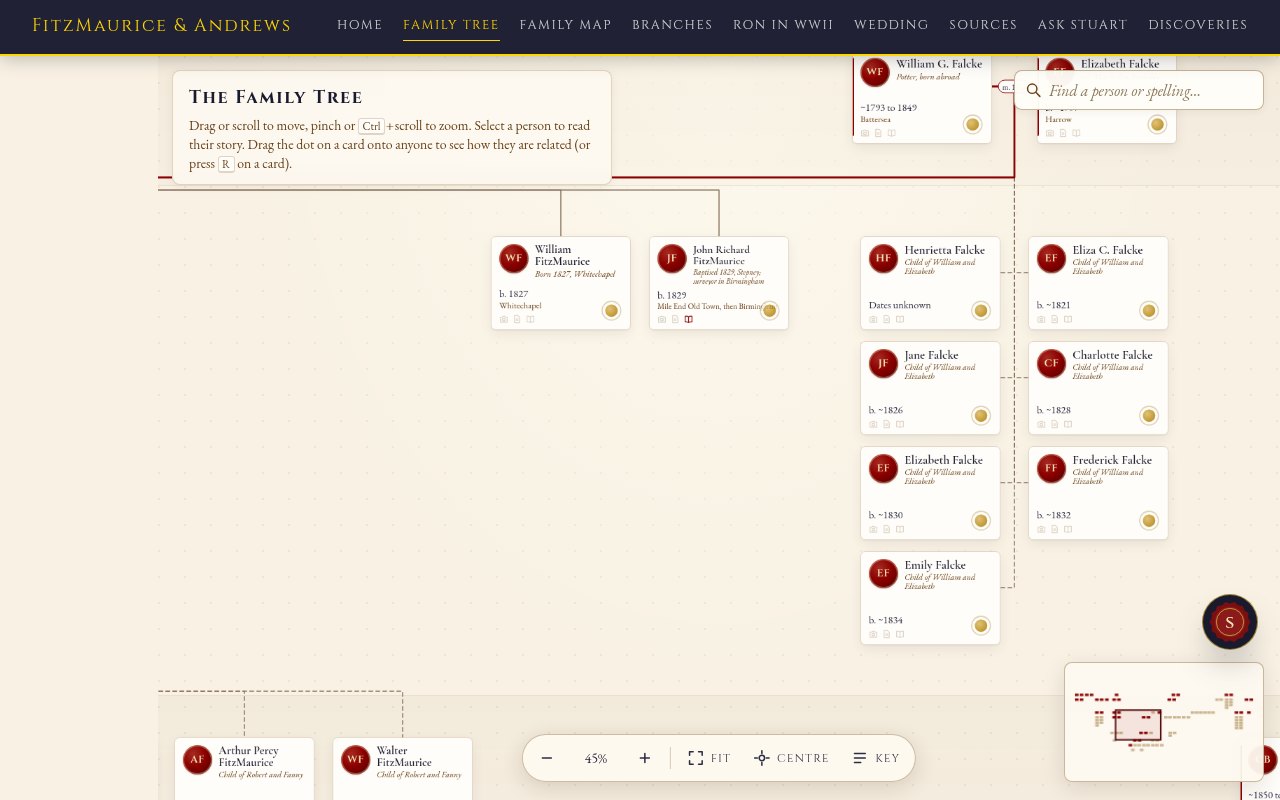 FitzMaurice & Andrews
HOME
FAMILY TREE
FAMILY MAP
BRANCHES
RON IN WWII
WEDDING
SOURCES
ASK STUART
DISCOVERIES
The Family Tree
Drag or scroll to move, pinch or Ctrl +scroll to zoom. Select a person to read
their story. Drag the dot on a card onto anyone to see how they are related (or
press R on a card).
WF
William G. Falcke
Potter, born abroad
~1793 to 1849
Battersea
Elizabeth Falcke
Harrow
Find a person or spelling...
WF
William
FitzMaurice
Born 1827, Whitechapel
b. 1827
Whitechapel
JF
John Richard
FitzMaurice
Baptised 1829, Stepney;
surveyor in Birmingham
b. 1829
Mile End Old Town, then
HF
Henrietta Falcke
Child of William and
Elizabeth
Dates unknown
EF
Eliza C. Falcke
Child of William and
Elizabeth
b. ~1821
JF
Jane Falcke
Child of William and
Elizabeth
b. ~1826
CF
Charlotte Falcke
Child of William and
Elizabeth
b. ~1828
EF
Elizabeth Falcke
Child of William and
Elizabeth
b. ~1830
FF
Frederick Falcke
Child of William and
Elizabeth
b. ~1832
EF
Emily Falcke
Child of William and
Elizabeth
b. ~1834
S
AF
Arthur Percy
FitzMaurice
Child of Robert and Fanny
WF
Walter
FitzMaurice
Child of Robert and Fanny
45%
FIT
CENTRE
KEY
~1850 to